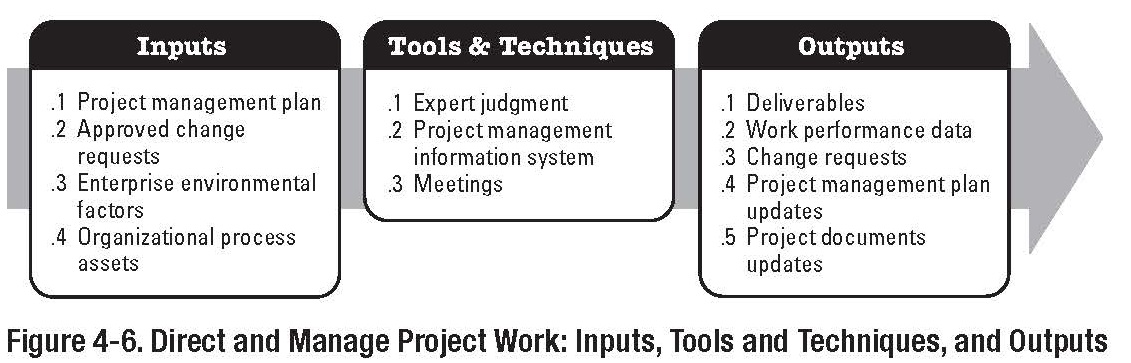 Inputs
.1 Project management plan
.2 Approved change
requests
.3 Enterprise environmental
factors
.4 Organizational process
assets
Tools & Techniques
.1 Expert judgment
.2 Project management
information system
.3 Meetings
Outputs
.1 Deliverables
.2 Work performance data
.3 Change requests
.4 Project management plan
updates
.5 Project documents
updates
Figure 4-6. Direct and Manage Project Work: Inputs, Tools and Techniques, and Outputs